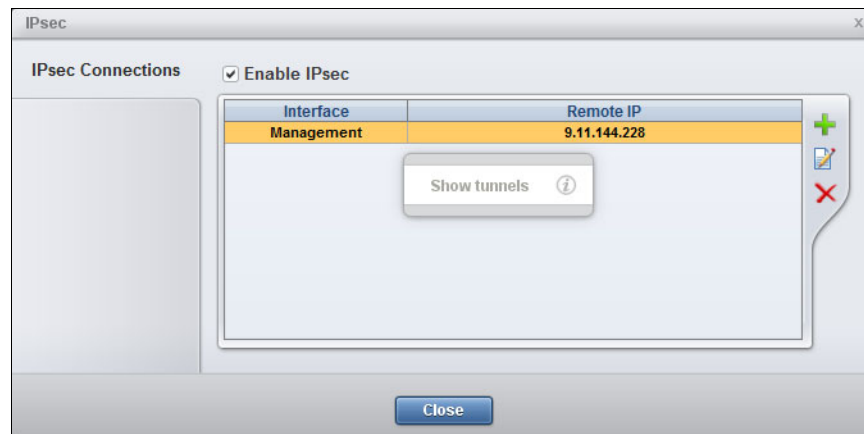 IPsec
x
IPsec Connections
Enable IPsec
Interface Remote IP
Management 9.11.144.228
Show tunnels i
Close